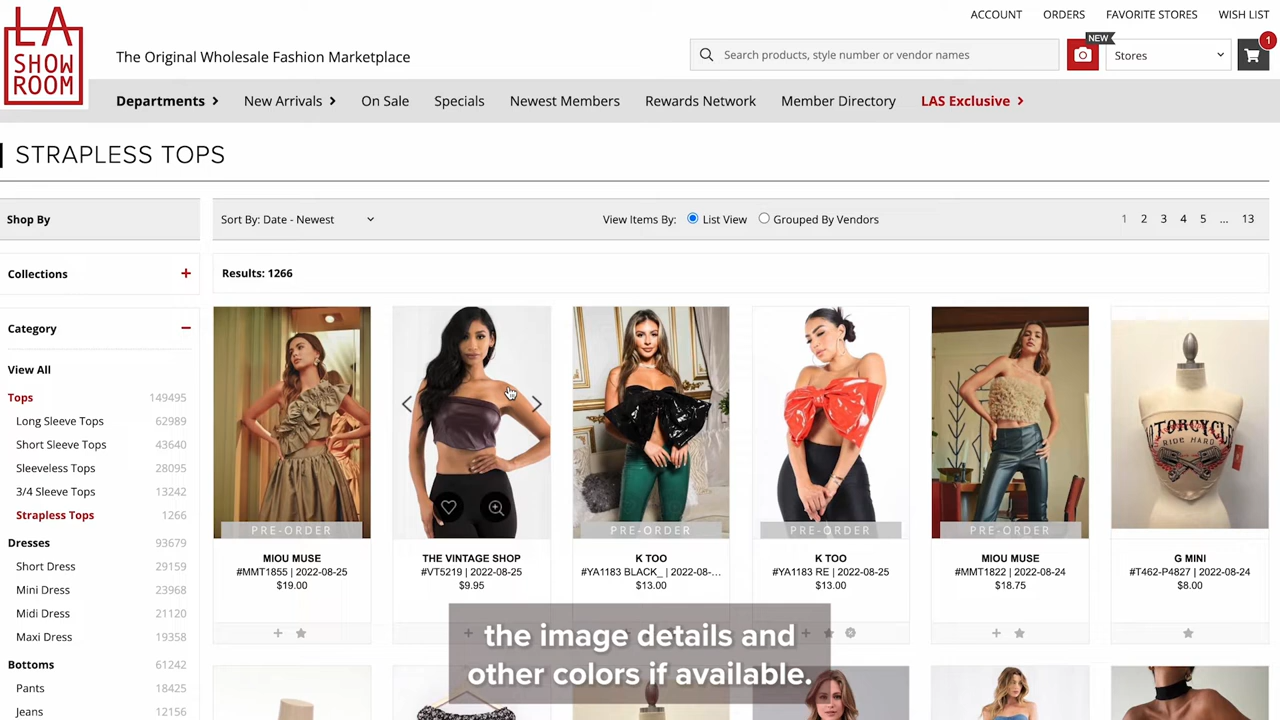 LA
SHOW
ROOM
The Original Wholesale Fashion Marketplace
ACCOUNT
ORDERS
FAVORITE STORES
WISH LIST
Search products, style number or vendor names
NEW
Stores
1
Departments
New Arrivals
On Sale
Specials
Newest Members
Rewards Network
Member Directory
LAS Exclusive
STRAPLESS TOPS
Shop By
Sort By: Date - Newest
View Items By:
List View
Grouped By Vendors
1 2 3 4 5 ... 13
Collections +
Results: 1266
Category −
View All
Tops 149495
Long Sleeve Tops 62989
Short Sleeve Tops 43640
Sleeveless Tops 28095
3/4 Sleeve Tops 13242
Strapless Tops 1266
Dresses 93679
Short Dress 29159
Mini Dress 23968
Midi Dress 21120
Maxi Dress 19358
Bottoms 61242
Pants 18425
Jeans 12156
PRE-ORDER
MIOU MUSE
#MMT1855 | 2022-08-25
$19.00
THE VINTAGE SHOP
#VT5219 | 2022-08-25
$9.95
PRE-ORDER
K TOO
#YA1183 BLACK_ | 2022-08-...
$13.00
PRE-ORDER
K TOO
#YA1183 RE | 2022-08-25
$13.00
PRE-ORDER
MIOU MUSE
#MMT1822 | 2022-08-24
$18.75
MOTORCYCLE
RIDE HARD
G MINI
#T462-P4827 | 2022-08-24
$8.00
the image details and
other colors if available.